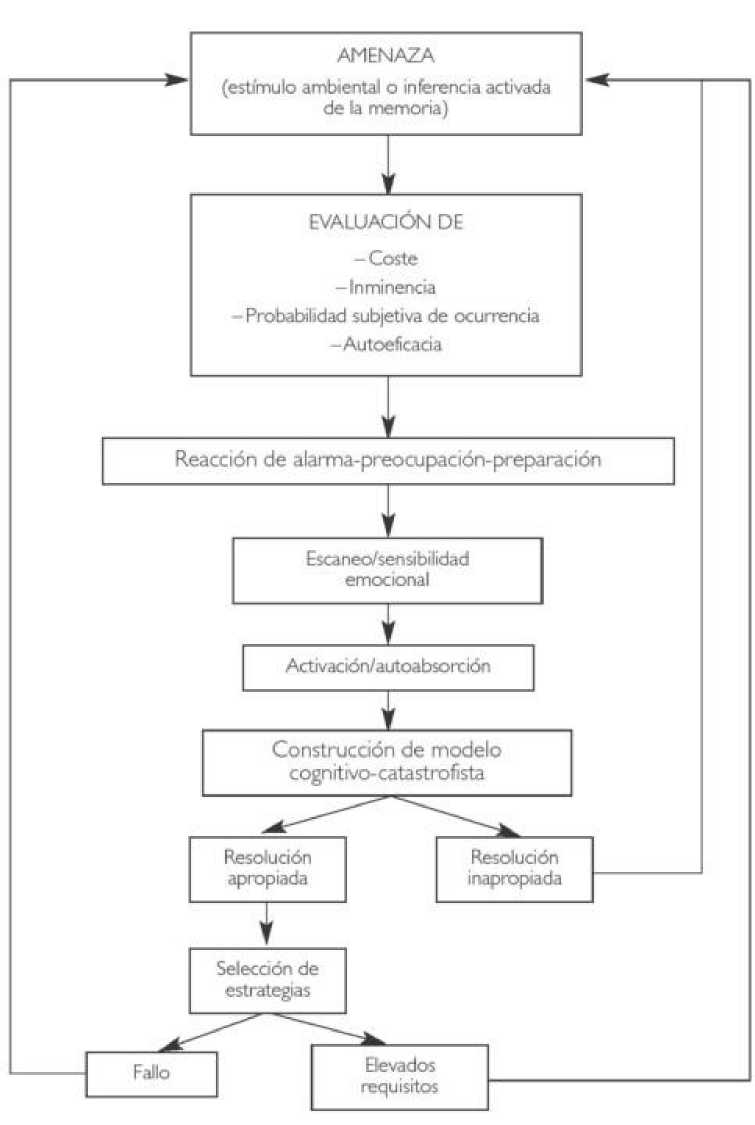 AMENAZA
(estímulo ambiental o inferencia activada
de la memoria)
EVALUACIÓN DE
– Coste
– Inminencia
– Probabilidad subjetiva de ocurrencia
– Autoeficacia
Reacción de alarma-preocupación-preparación
Escaneo/sensibilidad
emocional
Activación/autoabsorción
Construcción de modelo
cognitivo-catastrofista
Resolución
apropiada
Resolución
inapropiada
Selección de
estrategias
Fallo
Elevados
requisitos